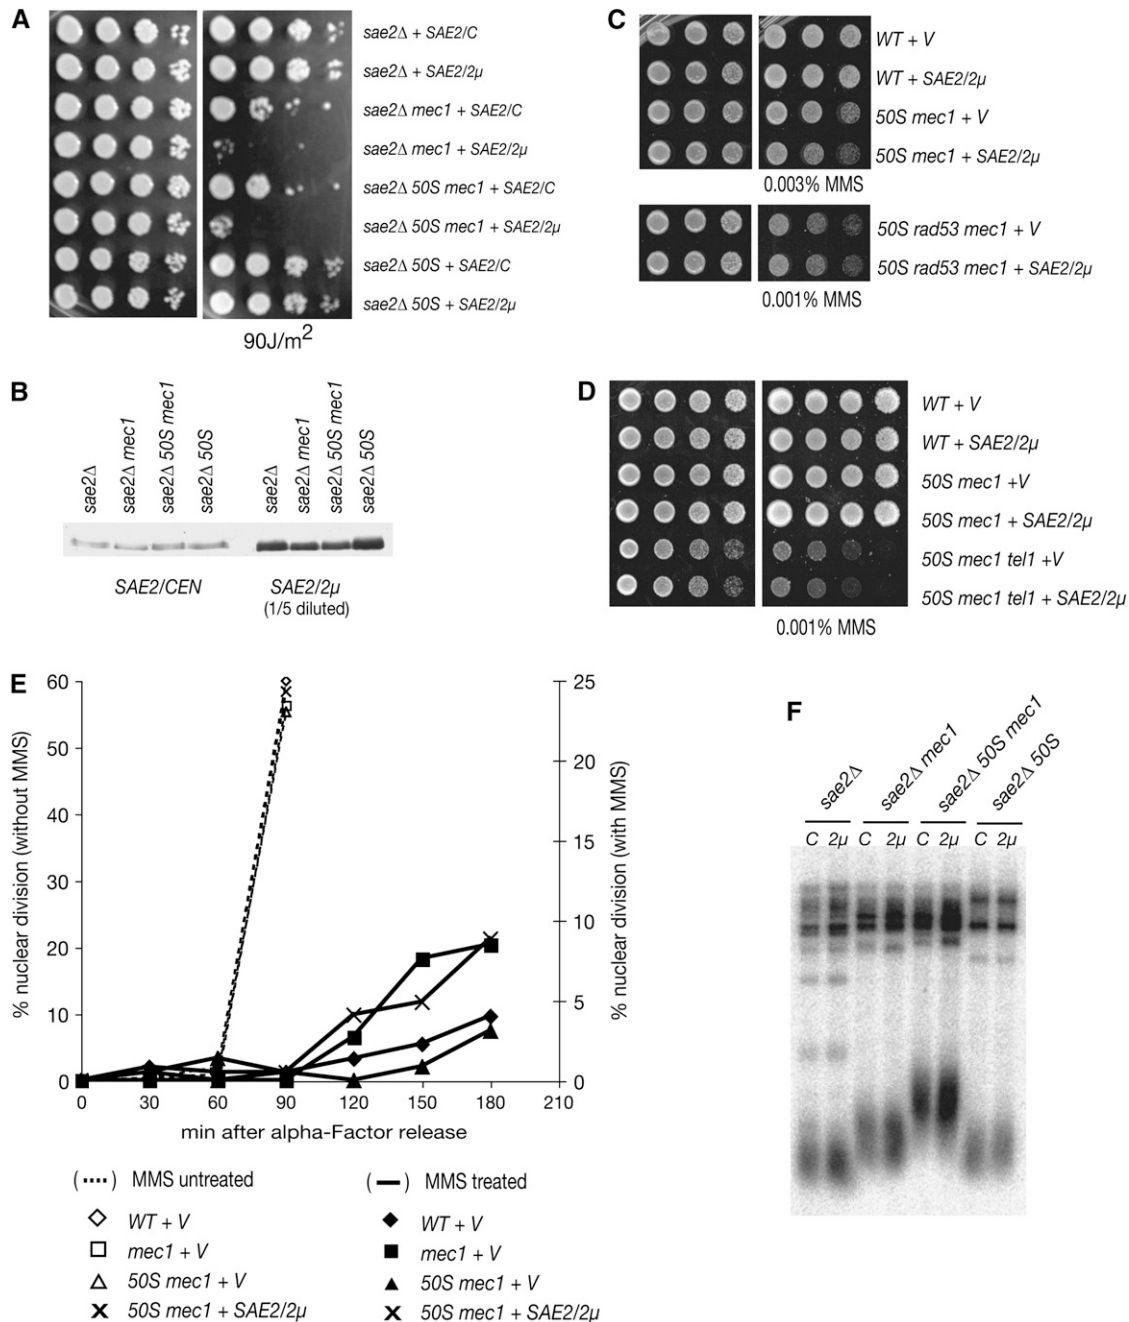 A
sae2Δ + SAE2/C
sae2Δ + SAE2/2µ
sae2Δ mec1 + SAE2/C
sae2Δ mec1 + SAE2/2µ
sae2Δ 50S mec1 + SAE2/C
sae2Δ 50S mec1 + SAE2/2µ
sae2Δ 50S + SAE2/C
sae2Δ 50S + SAE2/2µ
90J/m²
B
sae2Δ
sae2Δ mec1
sae2Δ 50S mec1
sae2Δ 50S
sae2Δ
sae2Δ mec1
sae2Δ 50S mec1
sae2Δ 50S
SAE2/CEN
SAE2/2µ
(1/5 diluted)
C
WT + V
WT + SAE2/2µ
50S mec1 + V
50S mec1 + SAE2/2µ
0.003% MMS
50S rad53 mec1 + V
50S rad53 mec1 + SAE2/2µ
0.001% MMS
D
WT + V
WT + SAE2/2µ
50S mec1 +V
50S mec1 + SAE2/2µ
50S mec1 tel1 +V
50S mec1 tel1 + SAE2/2µ
0.001% MMS
E
% nuclear division (without MMS)
60
50
40
30
20
10
0
0 30 60 90 120 150 180 210
min after alpha-Factor release
25
20
15
10
5
0
% nuclear division (with MMS)
( ) MMS untreated
WT + V
mec1 + V
50S mec1 + V
50S mec1 + SAE2/2µ
( ) MMS treated
WT + V
mec1 + V
50S mec1 + V
50S mec1 + SAE2/2µ
F
sae2Δ
sae2Δ mec1
sae2Δ 50S mec1
sae2Δ 50S
C 2µ C 2µ C 2µ C 2µ